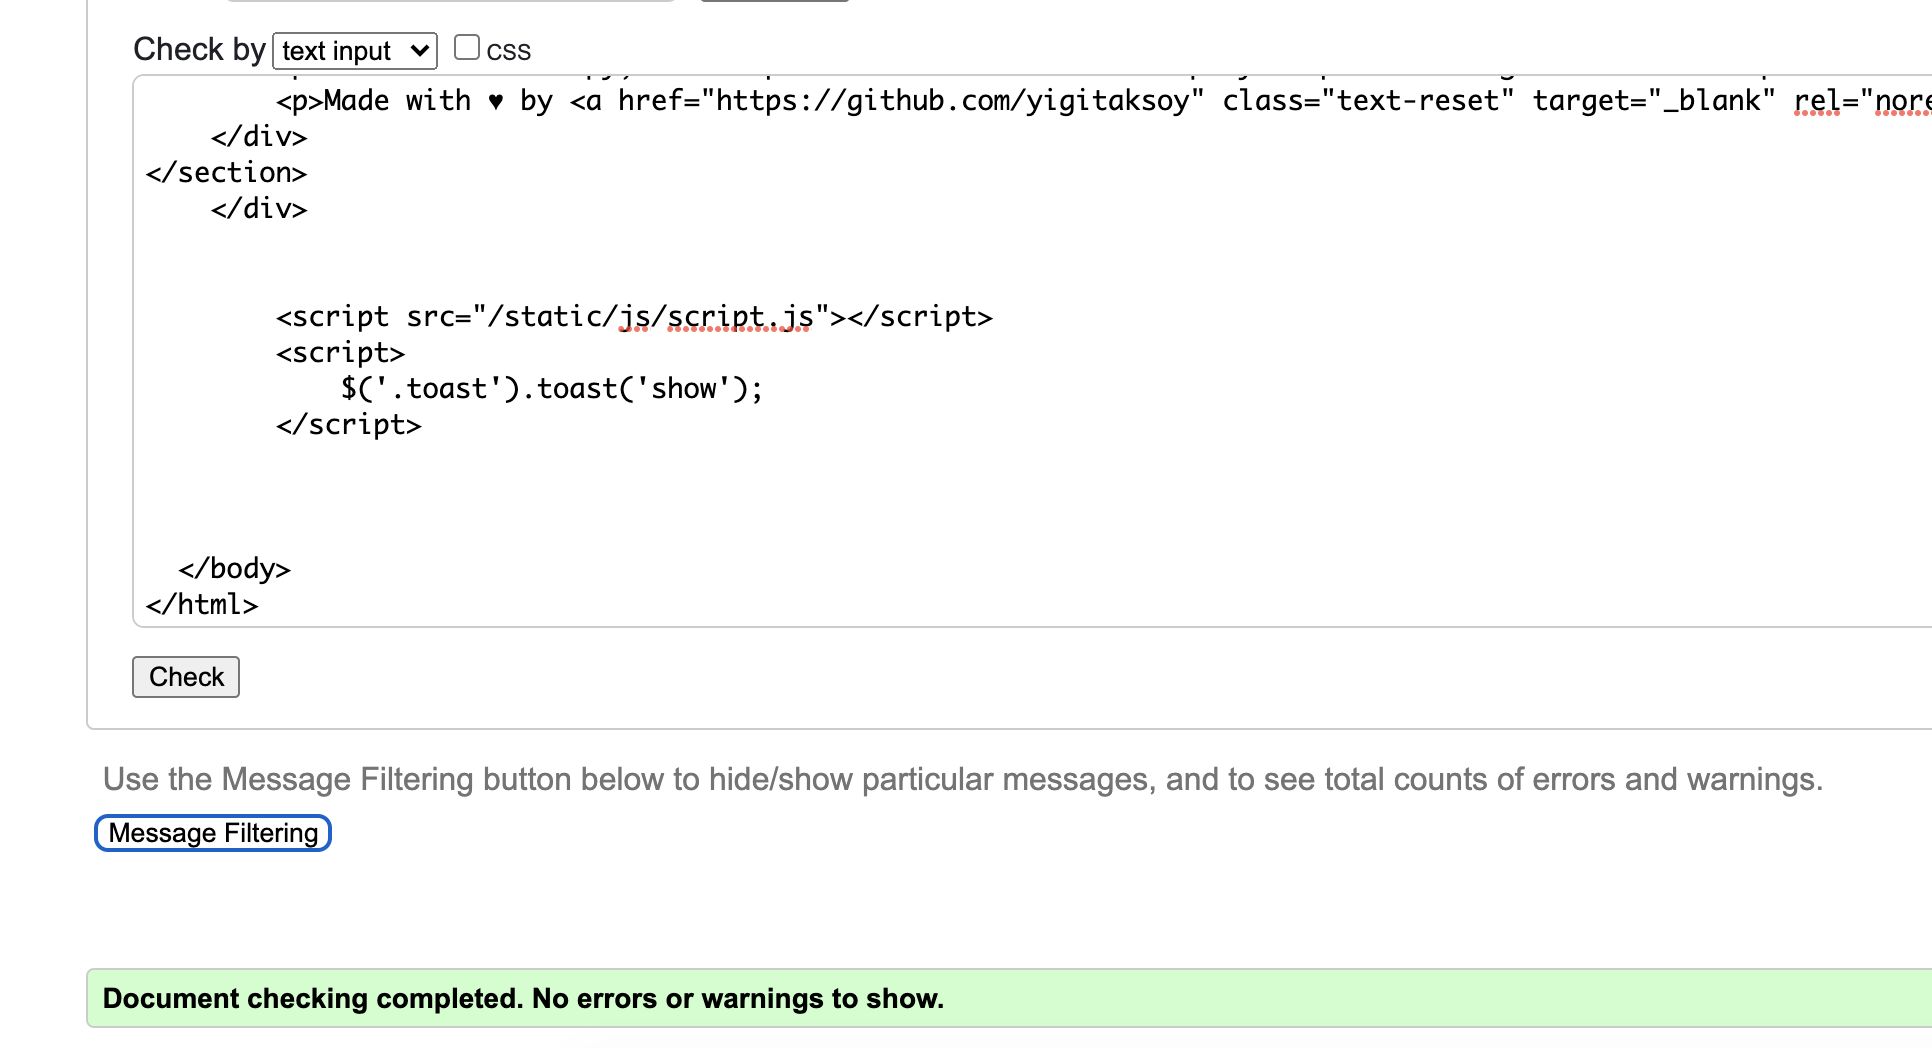 Check by text input css
<p>Made with ♥ by <a href="https://github.com/yigitaksoy" class="text-reset" target="_blank" rel="nore
</div>
</section>
</div>
<script src="/static/js/script.js"></script>
<script>
$('.toast').toast('show');
</script>
</body>
</html>
Check
Use the Message Filtering button below to hide/show particular messages, and to see total counts of errors and warnings.
Message Filtering
Document checking completed. No errors or warnings to show.